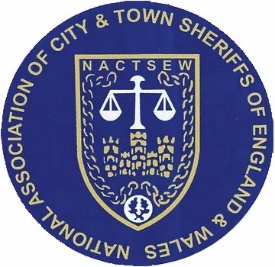 NATIONAL ASSOCIATION OF CITY & TOWN SHERIFFS OF ENGLAND & WALES
NACTSEW